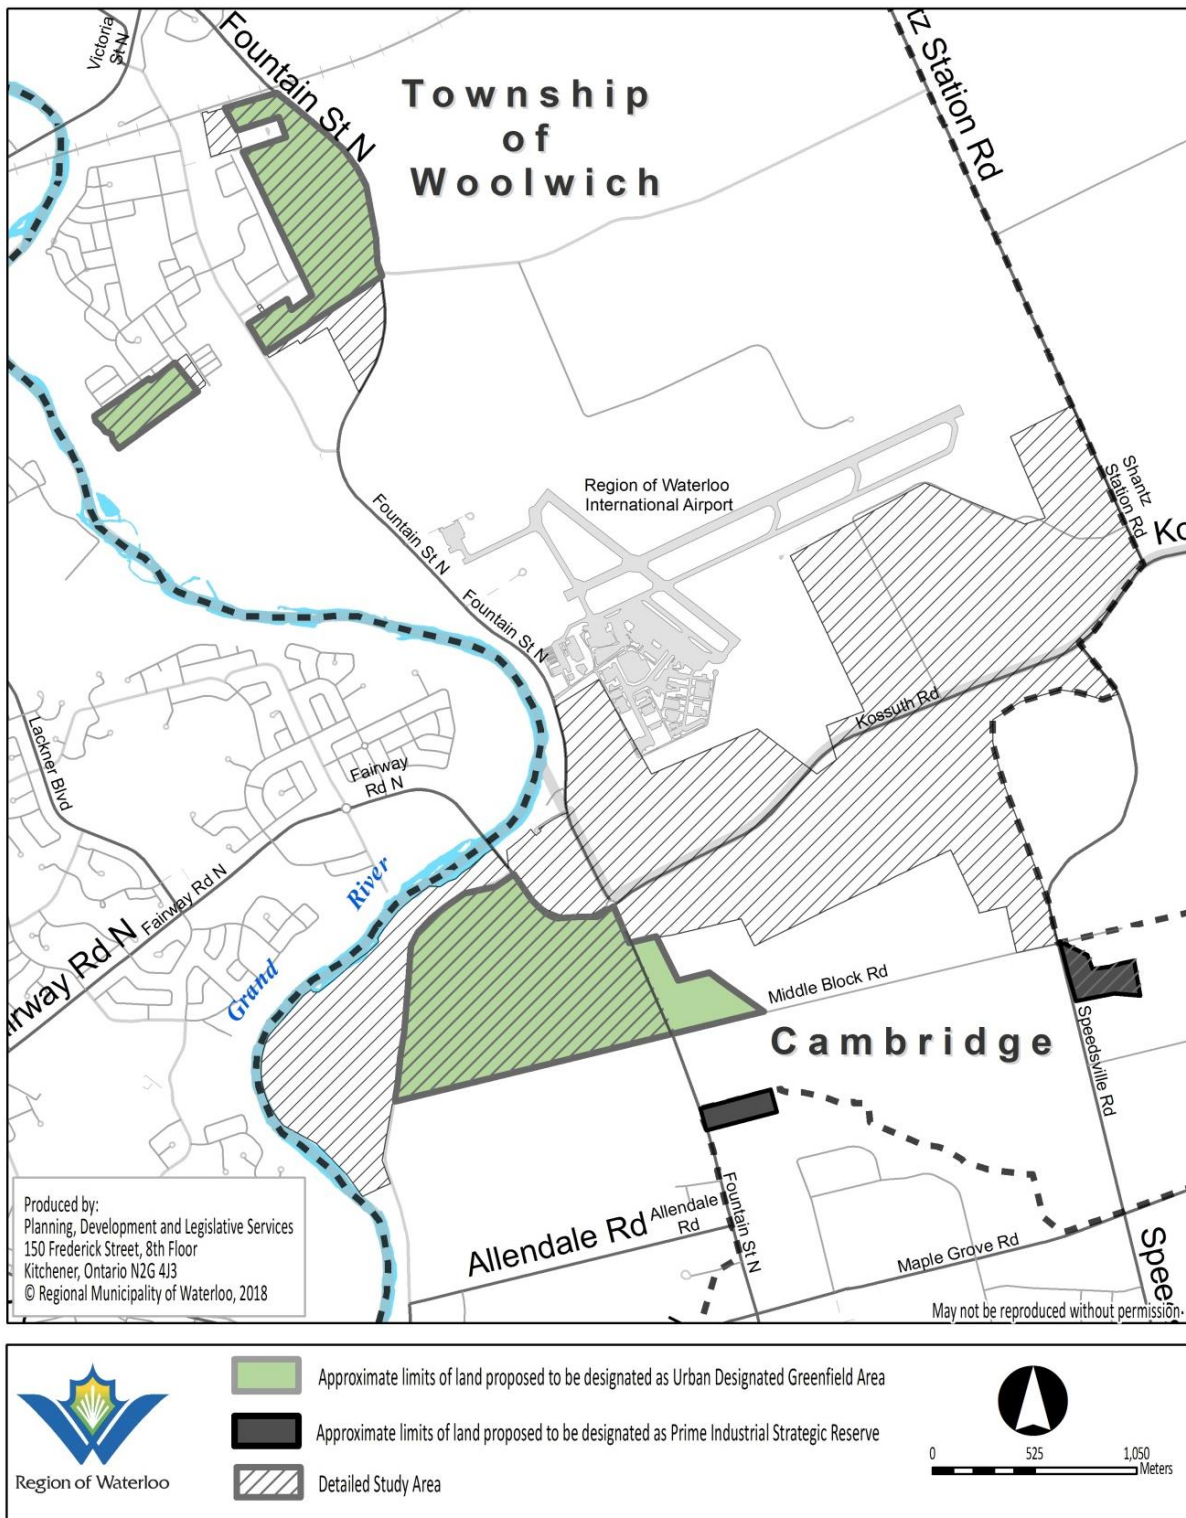 Victoria
St N
Fountain St N
tz Station Rd
Township
of
Woolwich
Shantz
Station Rd
Region of Waterloo
International Airport
Fountain St N
Fountain St N
Ko
Kossuth Rd
Lackner Blvd
Fairway
Rd N
Fairway Rd N
airway Rd N
Grand
River
Middle Block Rd
Cambridge
Speedsville Rd
Fountain St N
Allendale
Rd
Allendale Rd
Maple Grove Rd
Spee
Produced by:
Planning, Development and Legislative Services
150 Frederick Street, 8th Floor
Kitchener, Ontario N2G 4J3
© Regional Municipality of Waterloo, 2018
May not be reproduced without permission.
Region of Waterloo
Approximate limits of land proposed to be designated as Urban Designated Greenfield Area
Approximate limits of land proposed to be designated as Prime Industrial Strategic Reserve
Detailed Study Area
0 525 1,050
Meters